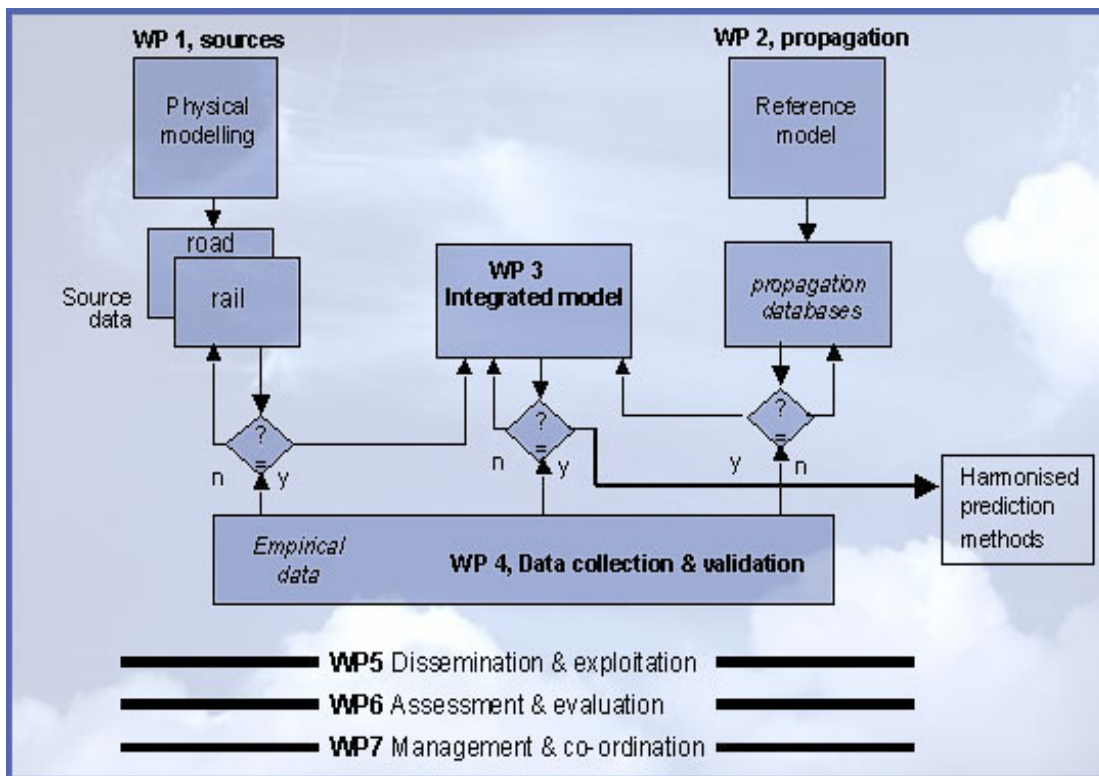 WP 1, sources
WP 2, propagation
Physical
modelling
Reference
model
road
rail
Source
data
WP 3
Integrated model
propagation
databases
?
=
n
y
?
=
n
y
?
=
y
n
Harmonised
prediction
methods
Empirical
data
WP 4, Data collection & validation
WP5 Dissemination & exploitation
WP6 Assessment & evaluation
WP7 Management & co-ordination